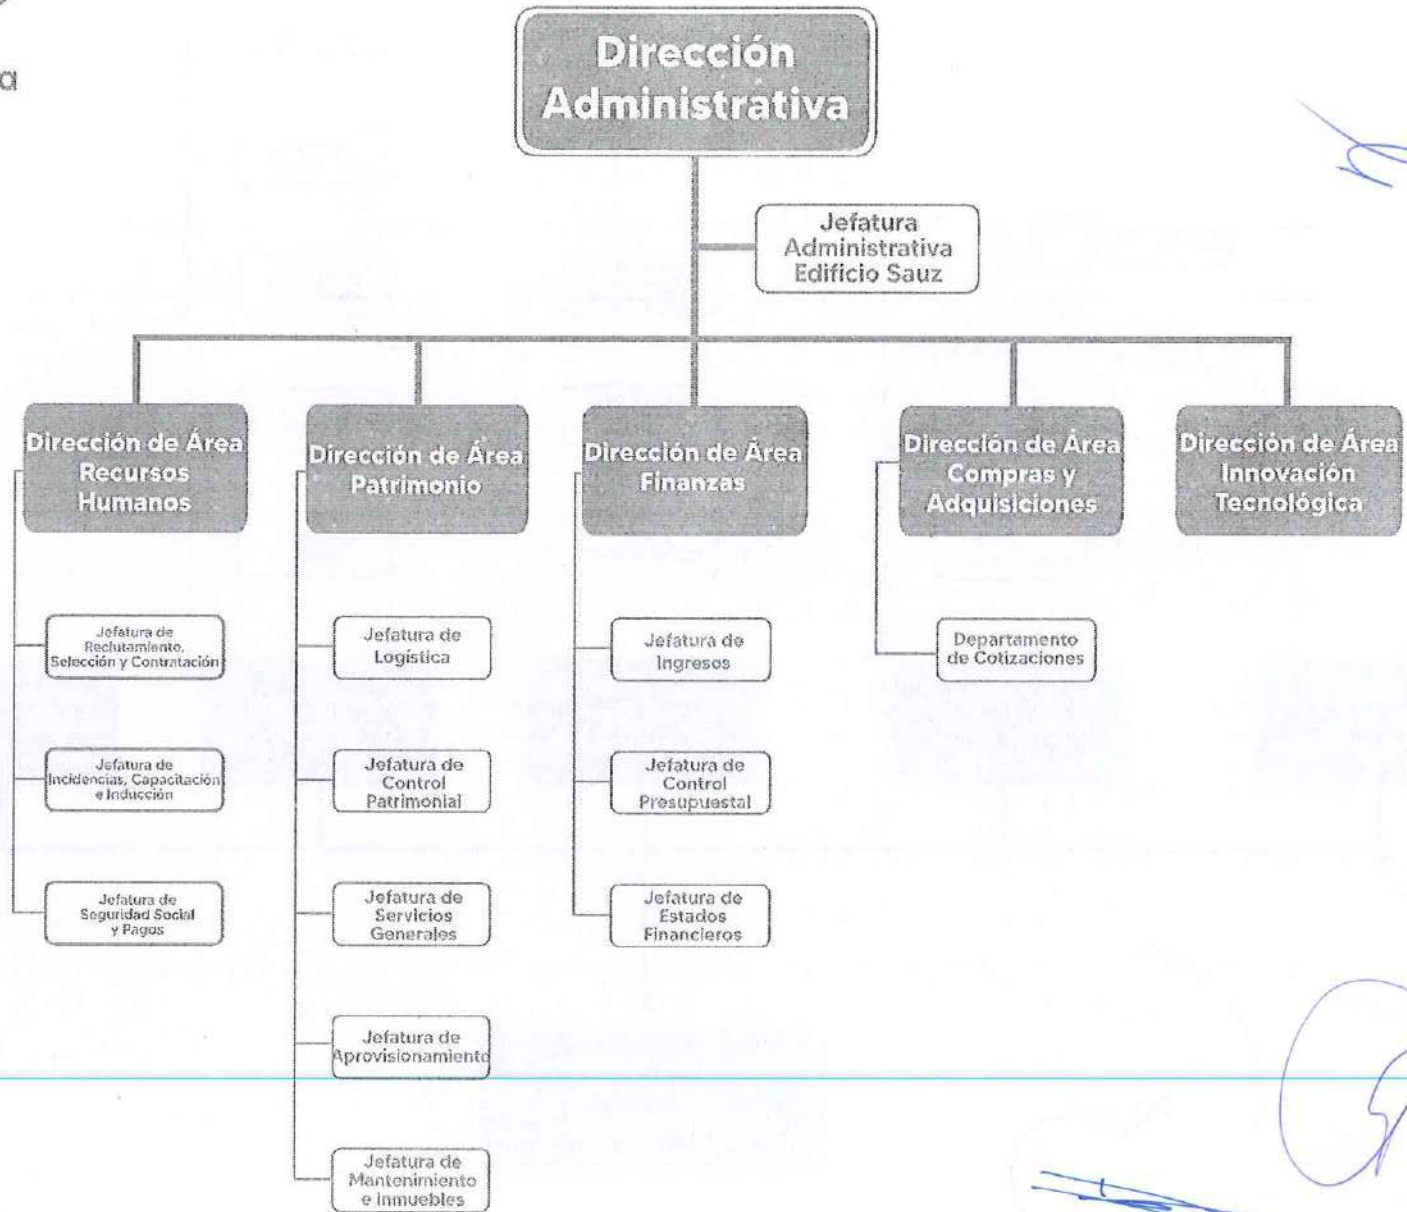 a
Dirección
Administrativa
Jefatura
Administrativa
Edificio Sauz
Dirección de Área
Recursos
Humanos
Dirección de Área
Patrimonio
Dirección de Área
Finanzas
Dirección de Área
Compras y
Adquisiciones
Dirección de Área
Innovación
Tecnológica
Jefatura de
Reclutamiento,
Selección y Contratación
Jefatura de
Logística
Jefatura de
Ingresos
Departamento
de Cotizaciones
Jefatura de
Incidencias, Capacitación
e Inducción
Jefatura de
Control
Patrimonial
Jefatura de
Control
Presupuestal
Jefatura de
Seguridad Social
y Pagos
Jefatura de
Servicios
Generales
Jefatura de
Estados
Financieros
Jefatura de
Aprovisionamiento
Jefatura de
Mantenimiento
e Inmuebles